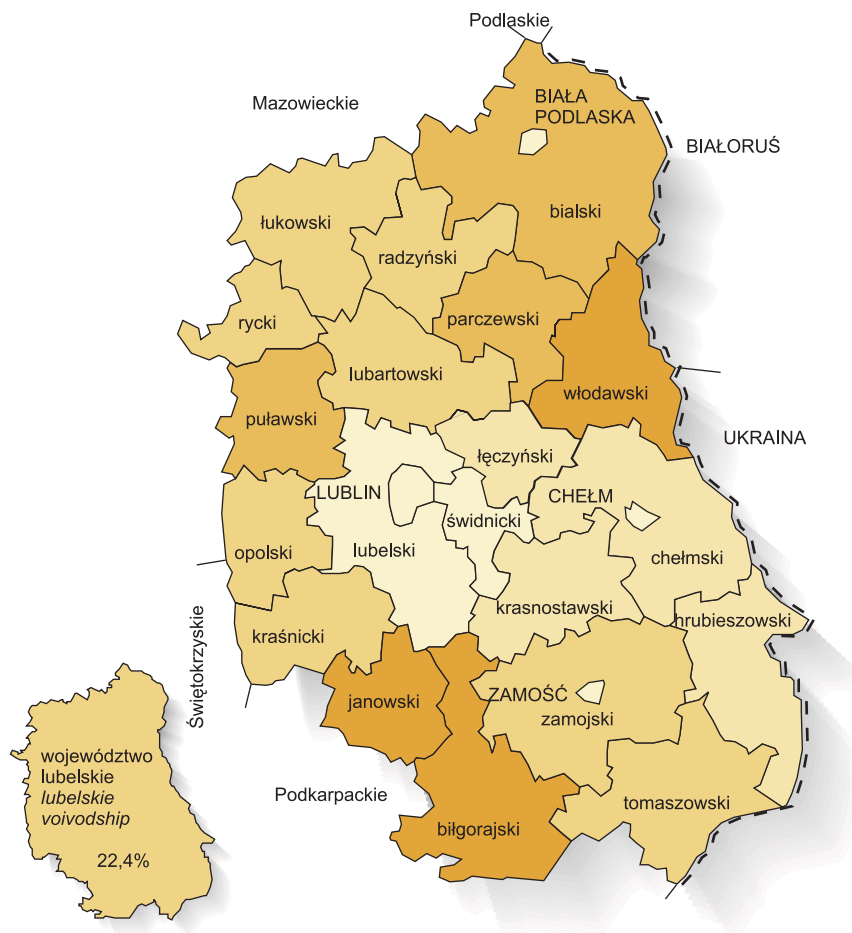 Podlaskie
Mazowieckie
BIAŁA
PODLASKA
BIAŁORUŚ
bialski
łukowski
radzyński
rycki
parczewski
lubartowski
włodawski
puławski
UKRAINA
łęczyński
LUBLIN
CHEŁM
świdnicki
opolski
lubelski
chełmski
krasnostawski
hrubieszowski
kraśnicki
Świętokrzyskie
janowski
ZAMOŚĆ
zamojski
województwo
lubelskie
lubelskie
voivodship
22,4%
Podkarpackie
tomaszowski
biłgorajski